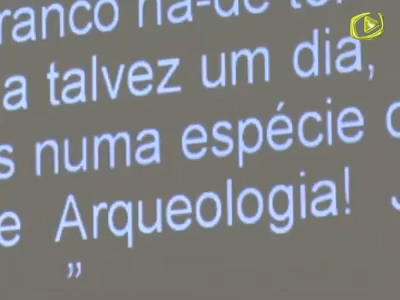 ranco há-de
a talvez um dia,
s numa espécie
e Arqueologia!
”